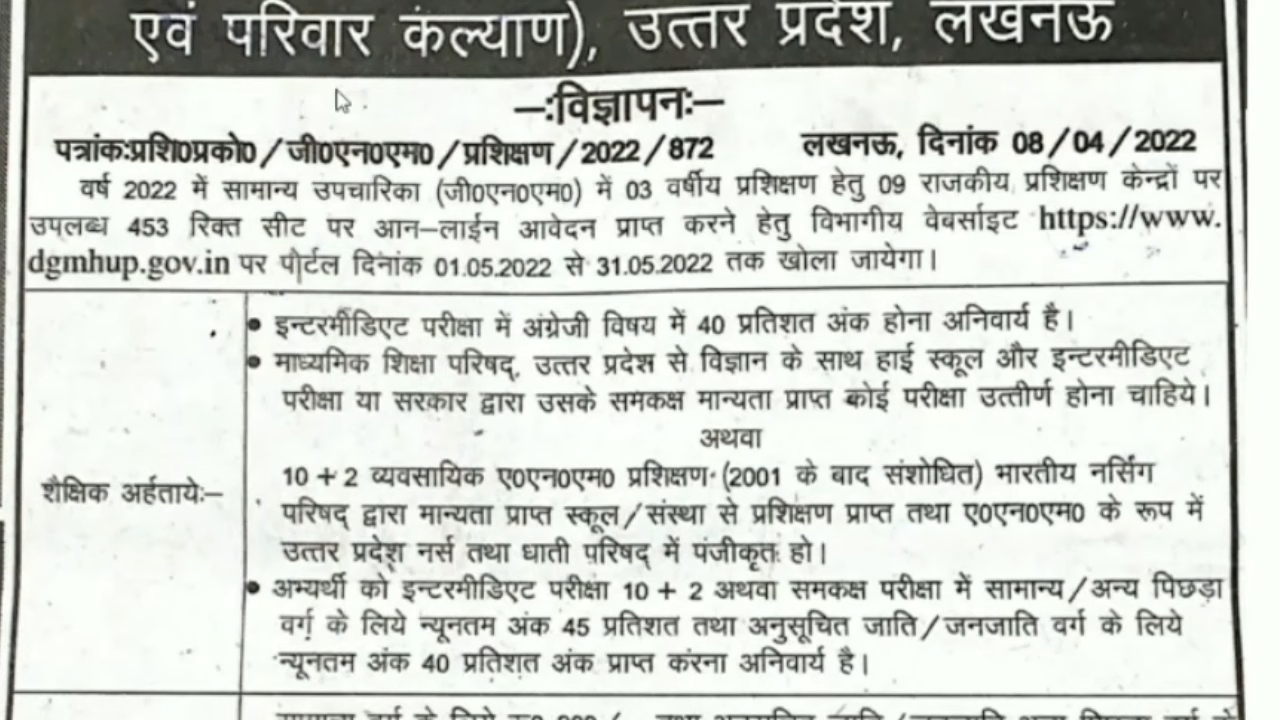 एवं परिवार कल्याण), उत्तर प्रदेश, लखनऊ
—:विज्ञापनः—
पत्रांकःप्रशि0प्रको0/जी0एन0एम0/प्रशिक्षण/2022/872 लखनऊ, दिनांक 08/04/2022
वर्ष 2022 में सामान्य उपचारिका (जी0एन0एम0) में 03 वर्षीय प्रशिक्षण हेतु 09 राजकीय प्रशिक्षण केन्द्रों पर
उपलब्ध 453 रिक्त सीट पर आन–लाईन आवेदन प्राप्त करने हेतु विभागीय वेबर्साइट https://www.
dgmhup.gov.in पर पोर्टल दिनांक 01.05.2022 से 31.05.2022 तक खोला जायेगा।
• इन्टरमीडिएट परीक्षा में अंग्रेजी विषय में 40 प्रतिशत अंक होना अनिवार्य है।
• माध्यमिक शिक्षा परिषद्, उत्तर प्रदेश से विज्ञान के साथ हाई स्कूल और इन्टरमीडिएट
परीक्षा या सरकार द्वारा उसके समकक्ष मान्यता प्राप्त कोई परीक्षा उत्तीर्ण होना चाहिये।
अथवा
शैक्षिक अर्हतायेः–
10 + 2 व्यवसायिक ए0एन0एम0 प्रशिक्षण (2001 के बाद संशोधित) भारतीय नर्सिंग
परिषद् द्वारा मान्यता प्राप्त स्कूल/संस्था से प्रशिक्षण प्राप्त तथा ए0एन0एम0 के रूप में
उत्तर प्रदेश नर्स तथा धाती परिषद् में पंजीकृत हो।
• अभ्यर्थी को इन्टरमीडिएट परीक्षा 10 + 2 अथवा समकक्ष परीक्षा में सामान्य/अन्य पिछड़ा
वर्ग के लिये न्यूनतम अंक 45 प्रतिशत तथा अनुसूचित जाति/जनजाति वर्ग के लिये
न्यूनतम अंक 40 प्रतिशत अंक प्राप्त करना अनिवार्य है।